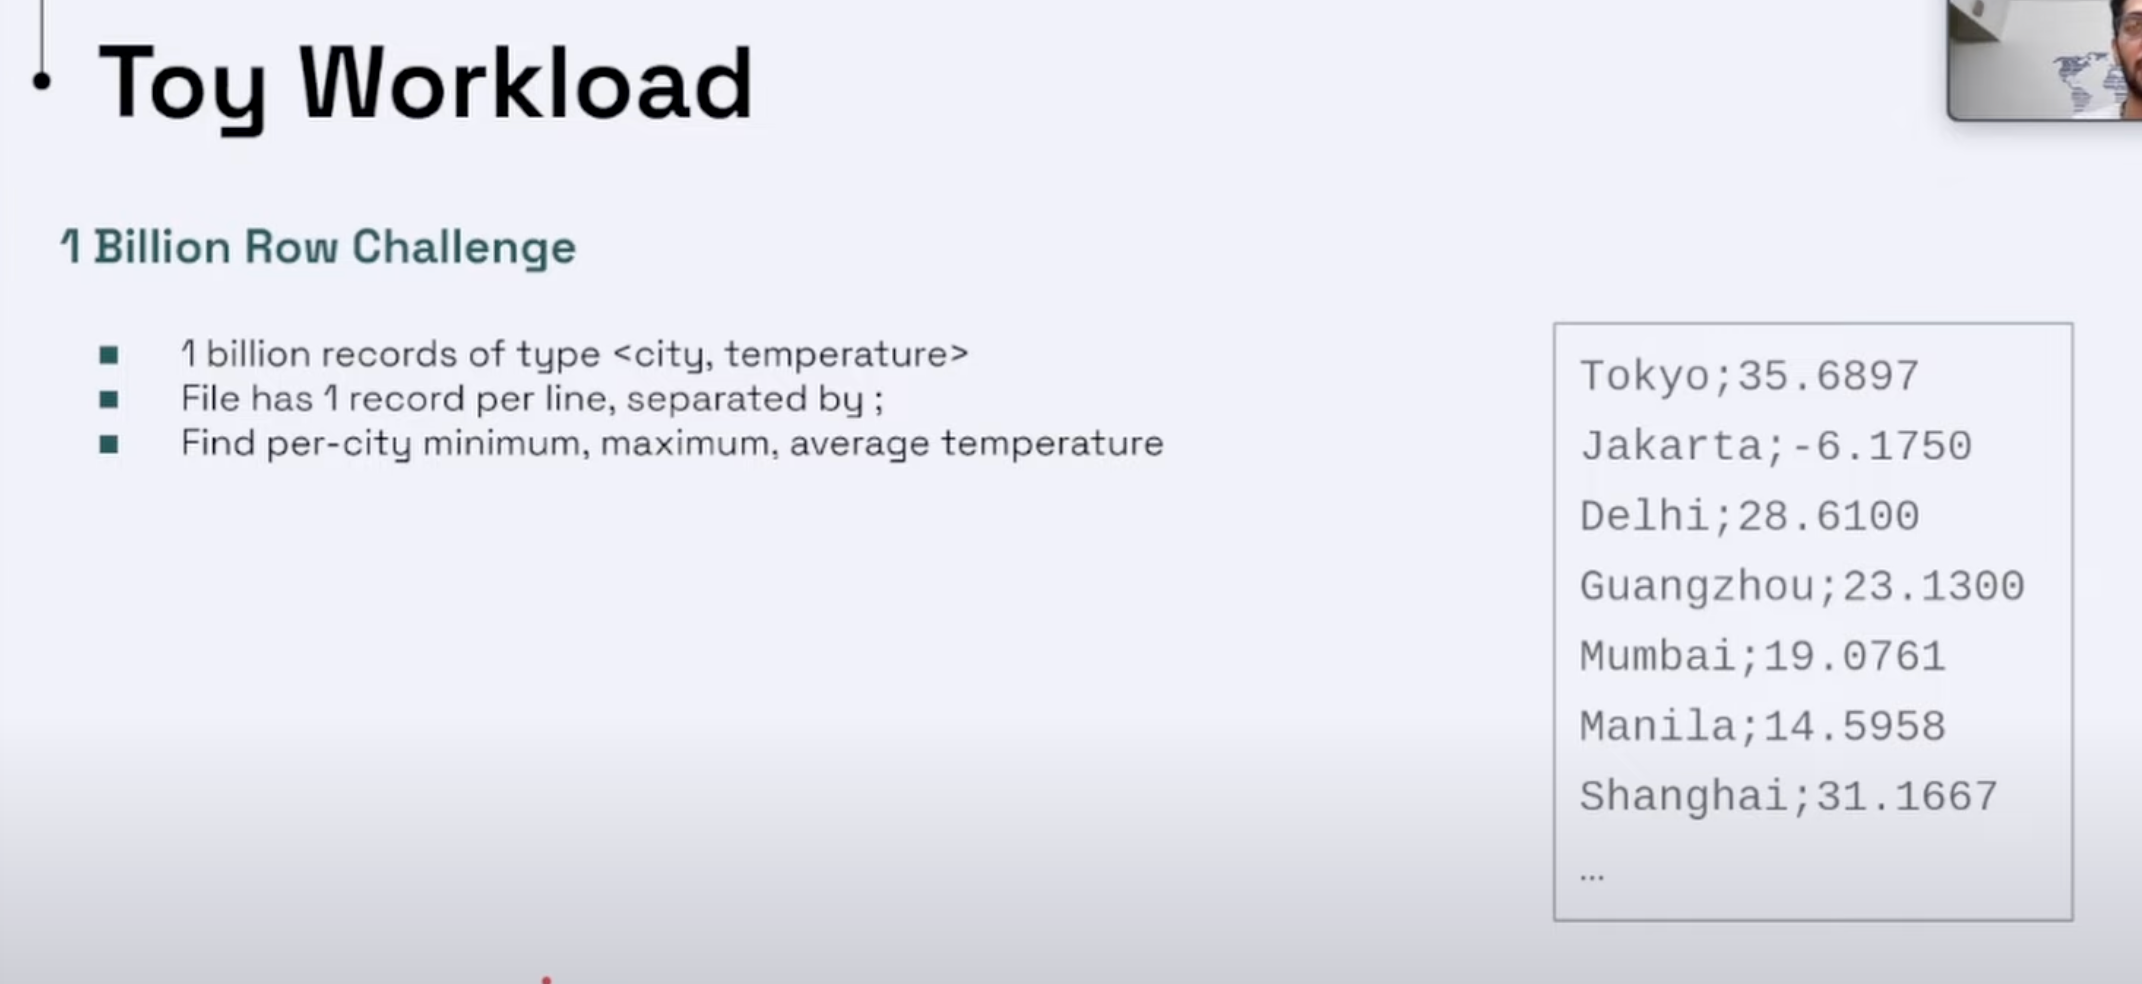 Toy Workload
1 Billion Row Challenge
1 billion records of type <city, temperature>
File has 1 record per line, separated by ;
Find per-city minimum, maximum, average temperature
Tokyo;35.6897
Jakarta;-6.1750
Delhi;28.6100
Guangzhou;23.1300
Mumbai;19.0761
Manila;14.5958
Shanghai;31.1667
…